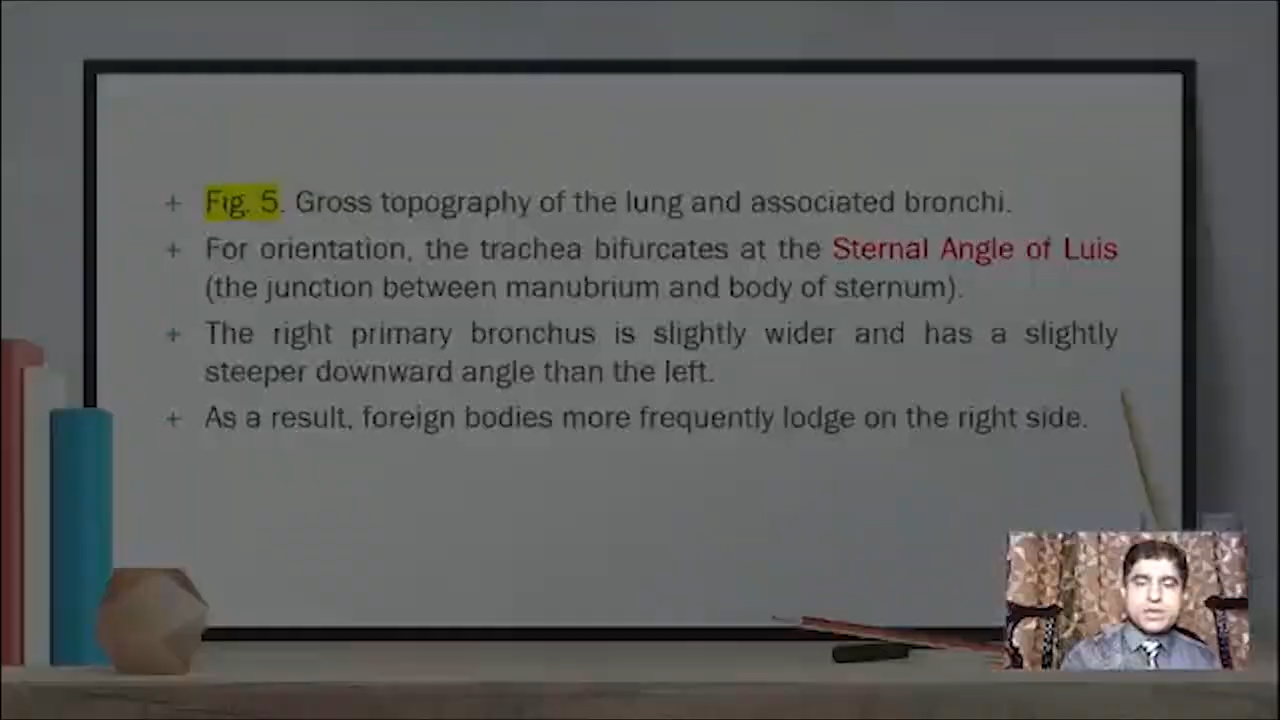 + Fig. 5. Gross topography of the lung and associated bronchi.
+ For orientation, the trachea bifurcates at the Sternal Angle of Luis
(the junction between manubrium and body of sternum).
+ The right primary bronchus is slightly wider and has a slightly
steeper downward angle than the left.
+ As a result, foreign bodies more frequently lodge on the right side.